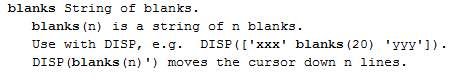 blanks String of blanks.
blanks(n) is a string of n blanks.
Use with DISP, e.g.  DISP(['xxx' blanks(20) 'yyy']).
DISP(blanks(n)') moves the cursor down n lines.